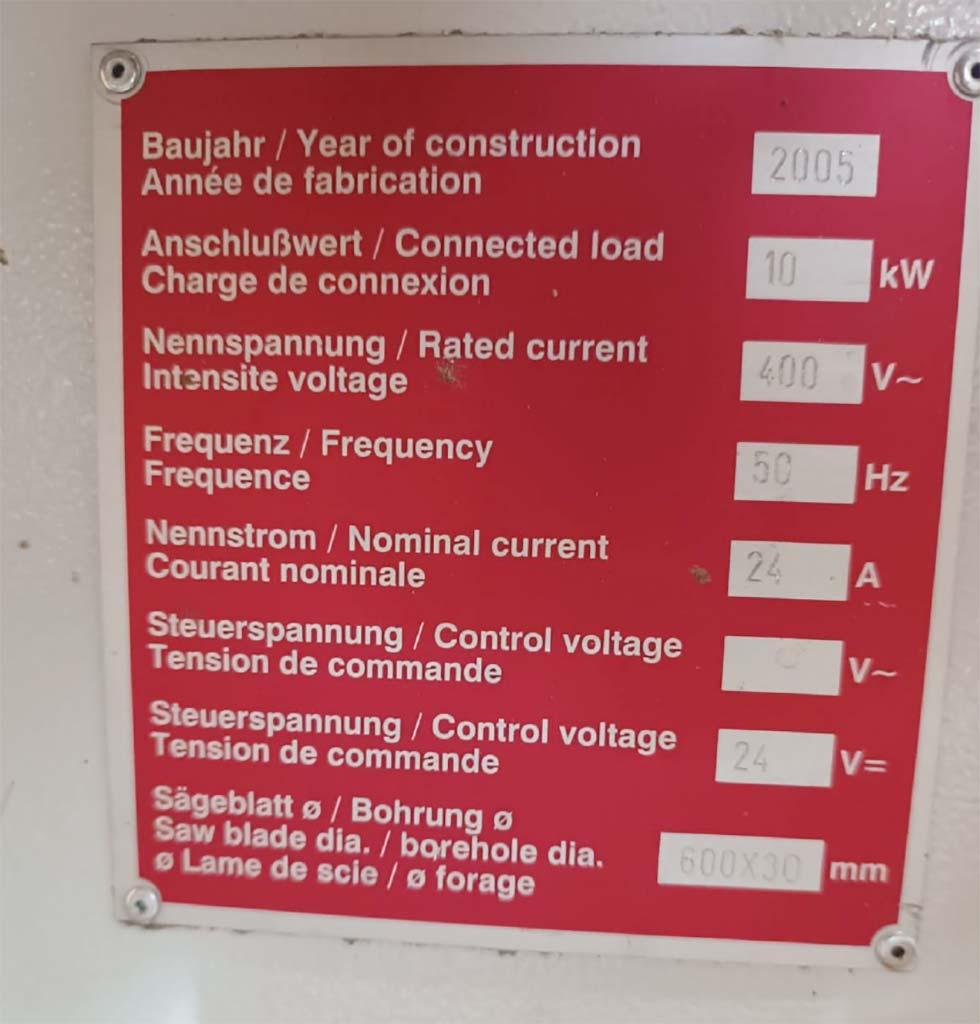 Baujahr / Year of construction
Année de fabrication
2005
Anschlußwert / Connected load
Charge de connexion
10 kW
Nennspannung / Rated current
Intensite voltage
400 V~
Frequenz / Frequency
Frequence
50 Hz
Nennstrom / Nominal current
Courant nominale
24 A
Steuerspannung / Control voltage
Tension de commande
V~
Steuerspannung / Control voltage
Tension de commande
24 V=
Sägeblatt ø / Bohrung ø
Saw blade dia. / borehole dia.
ø Lame de scie / ø forage
600X30 mm